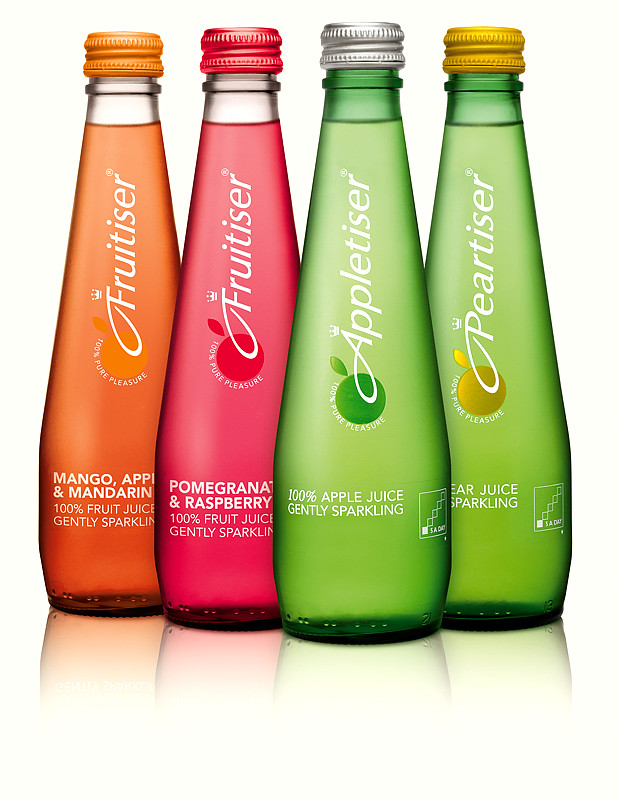 Fruitiser®
100% PURE PLEASURE
MANGO, APP
& MANDARIN
100% FRUIT JUICE
GENTLY SPARKLIN
Fruitiser®
100% PURE PLEASURE
POMEGRANAT
& RASPBERRY
100% FRUIT JUICE
GENTLY SPARKLIN
Appletiser®
100% PURE PLEASURE
100% APPLE JUICE
GENTLY SPARKLING
5 A DAY
Peartiser®
100% PURE PLEASURE
EAR JUICE
SPARKLING
5 A DAY